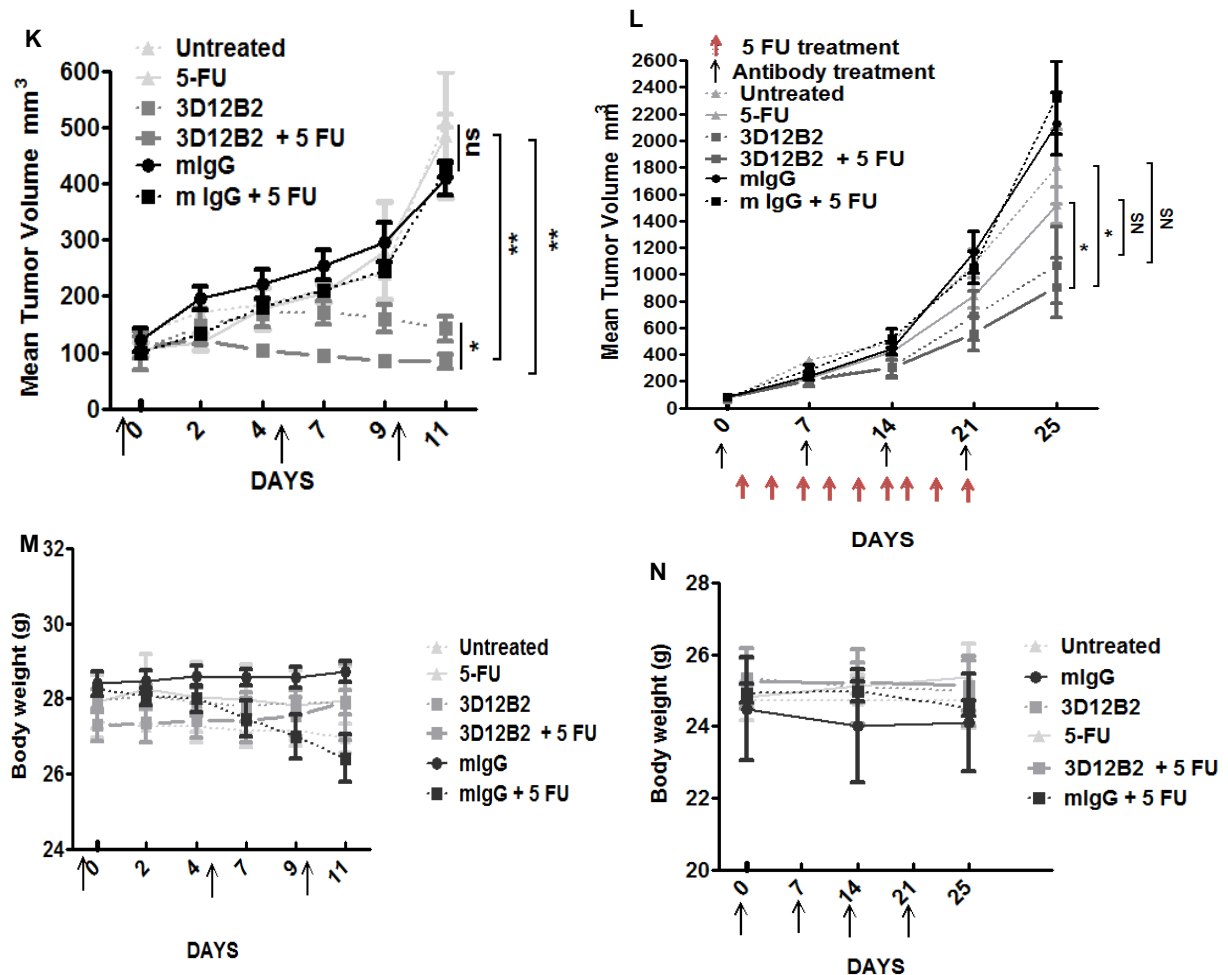 K
Untreated
5-FU
3D12B2
3D12B2 + 5 FU
mIgG
m IgG + 5 FU
Mean Tumor Volume mm3
600
500
400
300
200
100
0
ns
**
**
*
0 2 4 7 9 11
DAYS
L
5 FU treatment
Antibody treatment
Untreated
5-FU
3D12B2
3D12B2 + 5 FU
mIgG
m IgG + 5 FU
Mean Tumor Volume mm3
2600
2400
2200
2000
1800
1600
1400
1200
1000
800
600
400
200
0
*
*
NS
NS
0 7 14 21 25
DAYS
M
Body weight (g)
32
30
28
26
24
0 2 4 7 9 11
DAYS
Untreated
5-FU
3D12B2
3D12B2 + 5 FU
mIgG
mIgG + 5 FU
N
Body weight (g)
28
26
24
22
20
0 7 14 21 25
DAYS
Untreated
mIgG
3D12B2
5-FU
3D12B2 + 5 FU
mIgG + 5 FU